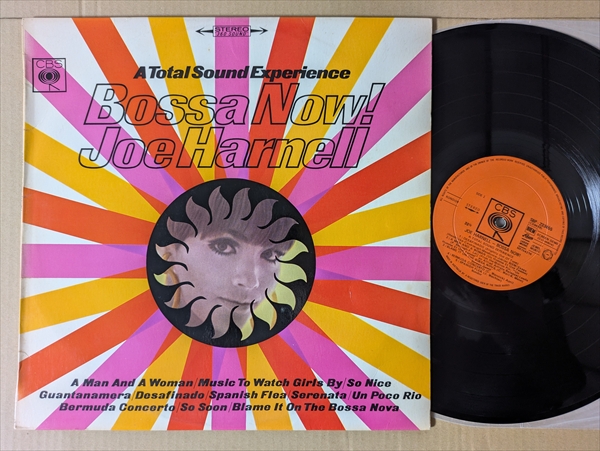 STEREO
360 SOUND
CBS
A Total Sound Experience
Bossa Now!
Joe Harnell
A Man And A Woman/Music To Watch Girls By/So Nice
Guantanamera/Desafinado/Spanish Flea/Serenata/Un Poco Rio
Bermuda Concerto/So Soon/Blame It On The Bossa Nova
CBS